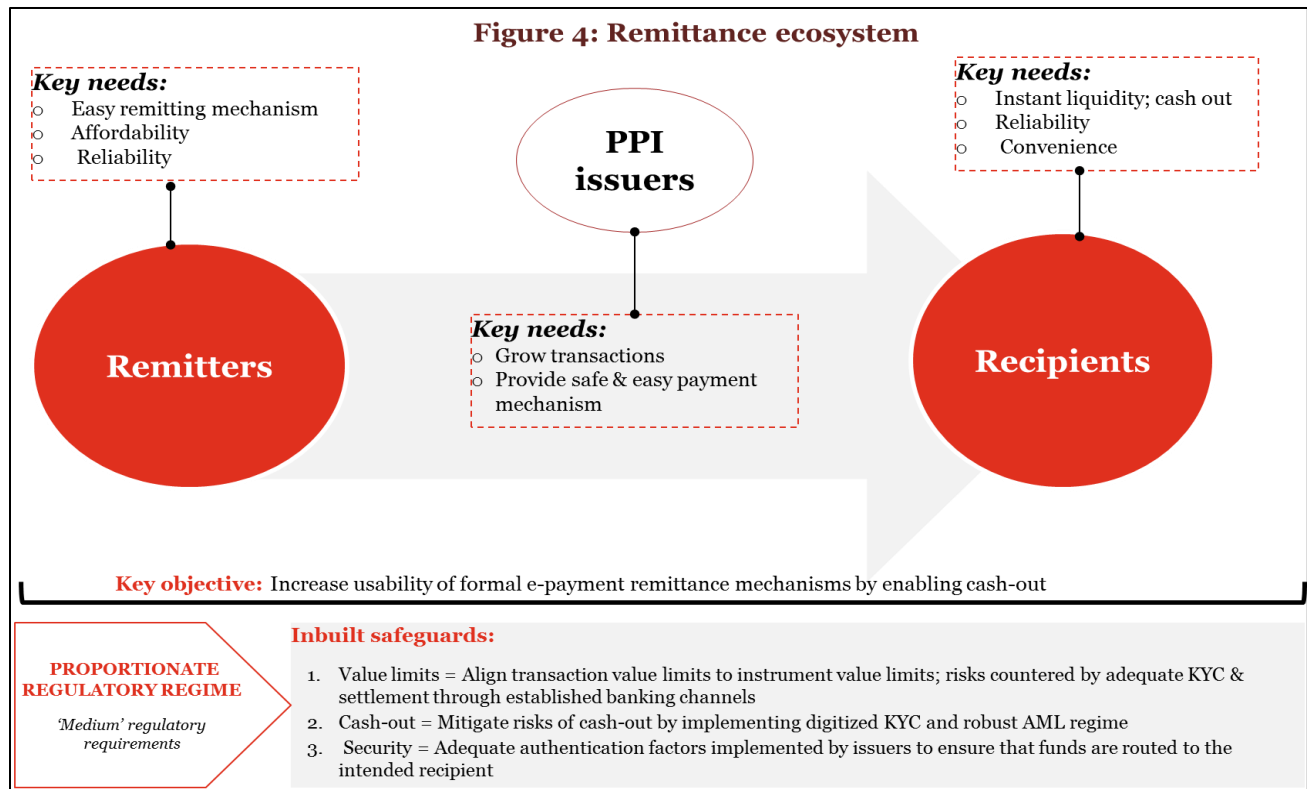 Figure 4: Remittance ecosystem
Key needs:
o Easy remitting mechanism
o Affordability
o Reliability
PPI
issuers
Key needs:
o Instant liquidity; cash out
o Reliability
o Convenience
Remitters
Key needs:
o Grow transactions
o Provide safe & easy payment
mechanism
Recipients
Key objective: Increase usability of formal e-payment remittance mechanisms by enabling cash-out
PROPORTIONATE
REGULATORY REGIME
'Medium' regulatory
requirements
Inbuilt safeguards:
1. Value limits = Align transaction value limits to instrument value limits; risks countered by adequate KYC &
settlement through established banking channels
2. Cash-out = Mitigate risks of cash-out by implementing digitized KYC and robust AML regime
3. Security = Adequate authentication factors implemented by issuers to ensure that funds are routed to the
intended recipient